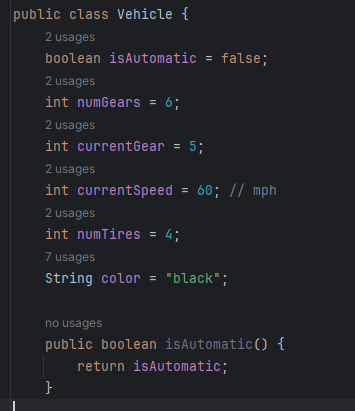 public class Vehicle {
2 usages
boolean isAutomatic = false;
2 usages
int numGears = 6;
2 usages
int currentGear = 5;
2 usages
int currentSpeed = 60; // mph
2 usages
int numTires = 4;
7 usages
String color = "black";
no usages
public boolean isAutomatic() {
return isAutomatic;
}